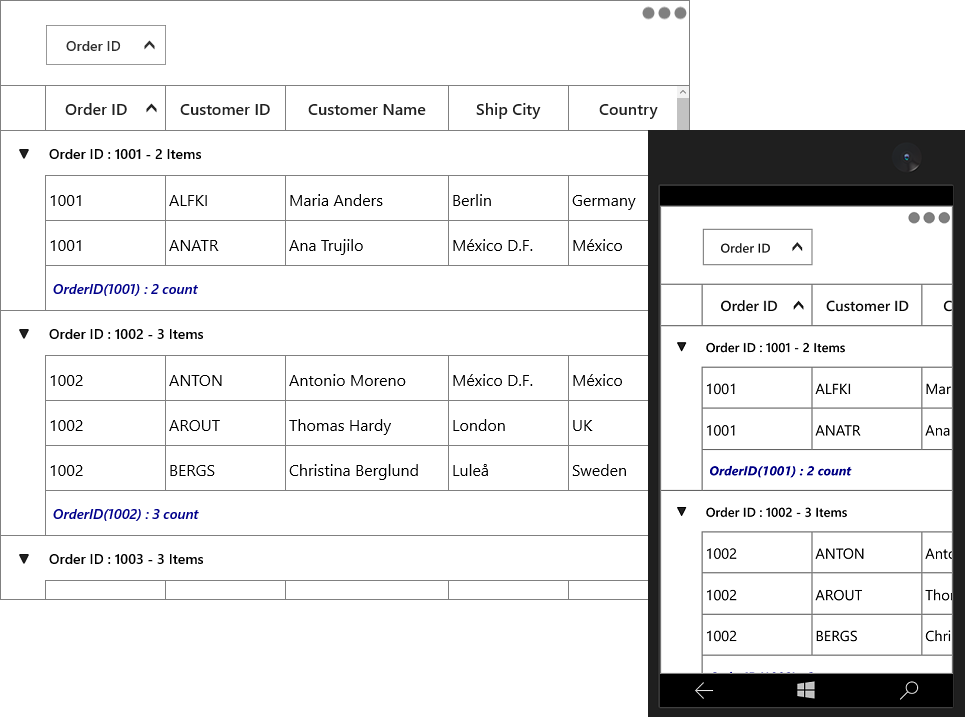 Order ID
Order ID Customer ID Customer Name Ship City Country
Order ID : 1001 - 2 Items
1001 ALFKI Maria Anders Berlin Germany
1001 ANATR Ana Trujilo México D.F. México
OrderID(1001) : 2 count
Order ID : 1002 - 3 Items
1002 ANTON Antonio Moreno México D.F. México
1002 AROUT Thomas Hardy London UK
1002 BERGS Christina Berglund Luleå Sweden
OrderID(1002) : 3 count
Order ID : 1003 - 3 Items
Order ID
Order ID Customer ID C
Order ID : 1001 - 2 Items
1001 ALFKI Mar
1001 ANATR Ana
OrderID(1001) : 2 count
Order ID : 1002 - 3 Items
1002 ANTON Anto
1002 AROUT Thor
1002 BERGS Chri